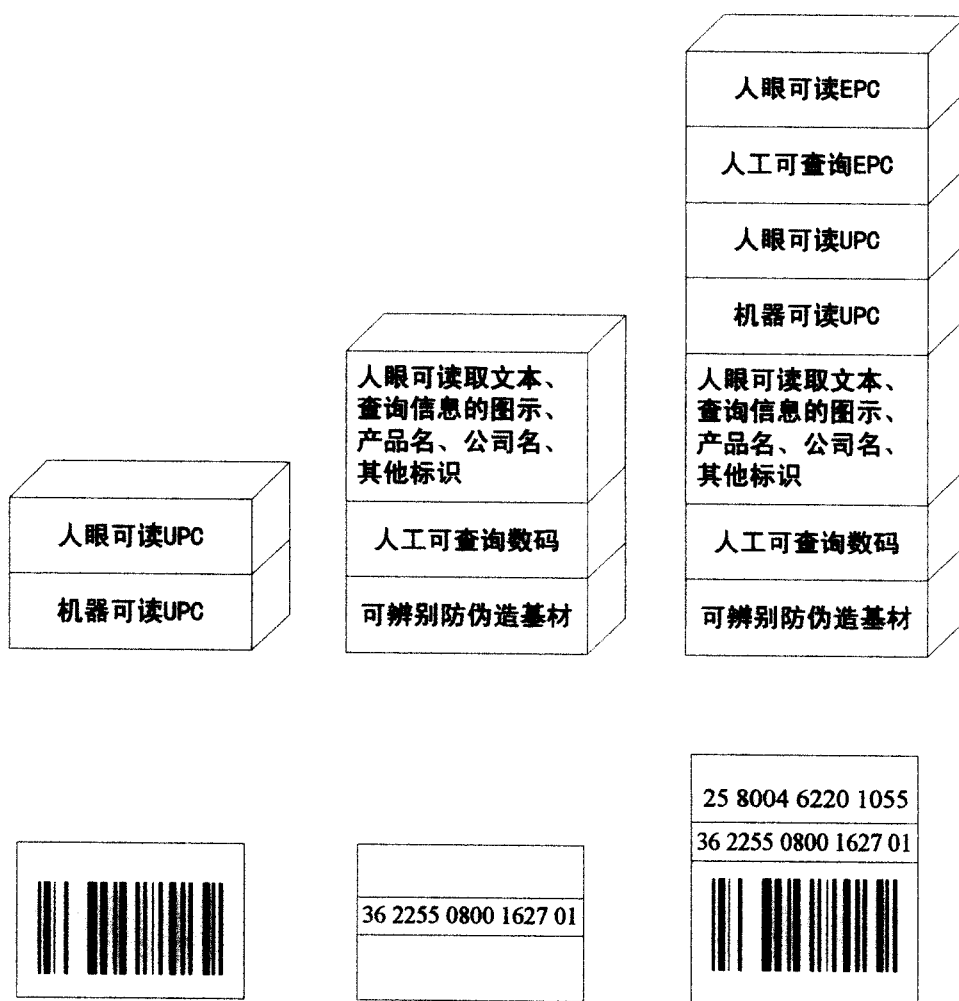 人眼可读UPC
机器可读UPC
人眼可读取文本、
查询信息的图示、
产品名、公司名、
其他标识
人工可查询数码
可辨别防伪造基材
人眼可读EPC
人工可查询EPC
人眼可读UPC
机器可读UPC
人眼可读取文本、
查询信息的图示、
产品名、公司名、
其他标识
人工可查询数码
可辨别防伪造基材
36 2255 0800 1627 01
25 8004 6220 1055
36 2255 0800 1627 01